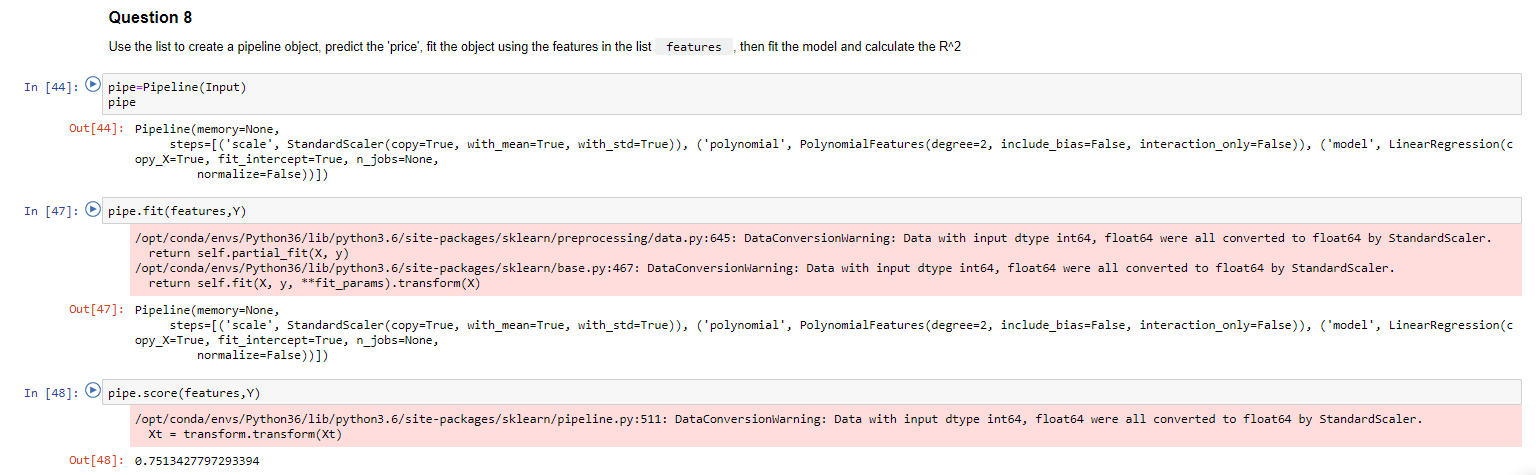 Question 8
Use the list to create a pipeline object, predict the 'price', fit the object using the features in the list features , then fit the model and calculate the R^2
In [44]: pipe=Pipeline(Input)
pipe
Out[44]: Pipeline(memory=None,
steps=[('scale', StandardScaler(copy=True, with_mean=True, with_std=True)), ('polynomial', PolynomialFeatures(degree=2, include_bias=False, interaction_only=False)), ('model', LinearRegression(c
opy_X=True, fit_intercept=True, n_jobs=None,
normalize=False))])
In [47]: pipe.fit(features,Y)
/opt/conda/envs/Python36/lib/python3.6/site-packages/sklearn/preprocessing/data.py:645: DataConversionWarning: Data with input dtype int64, float64 were all converted to float64 by StandardScaler.
return self.partial_fit(X, y)
/opt/conda/envs/Python36/lib/python3.6/site-packages/sklearn/base.py:467: DataConversionWarning: Data with input dtype int64, float64 were all converted to float64 by StandardScaler.
return self.fit(X, y, **fit_params).transform(X)
Out[47]: Pipeline(memory=None,
steps=[('scale', StandardScaler(copy=True, with_mean=True, with_std=True)), ('polynomial', PolynomialFeatures(degree=2, include_bias=False, interaction_only=False)), ('model', LinearRegression(c
opy_X=True, fit_intercept=True, n_jobs=None,
normalize=False))])
In [48]: pipe.score(features,Y)
/opt/conda/envs/Python36/lib/python3.6/site-packages/sklearn/pipeline.py:511: DataConversionWarning: Data with input dtype int64, float64 were all converted to float64 by StandardScaler.
Xt = transform.transform(Xt)
Out[48]: 0.7513427797293394